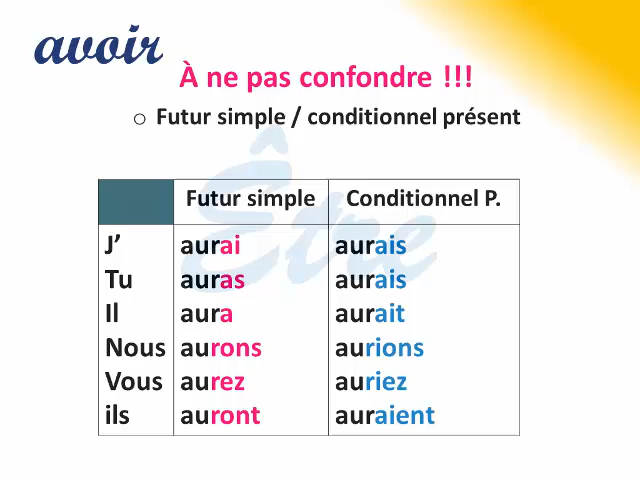 avoir
À ne pas confondre !!!
o Futur simple / conditionnel présent
Être
Futur simple Conditionnel P.
J’ aurai aurais
Tu auras aurais
Il aura aurait
Nous aurons aurions
Vous aurez auriez
ils auront auraient